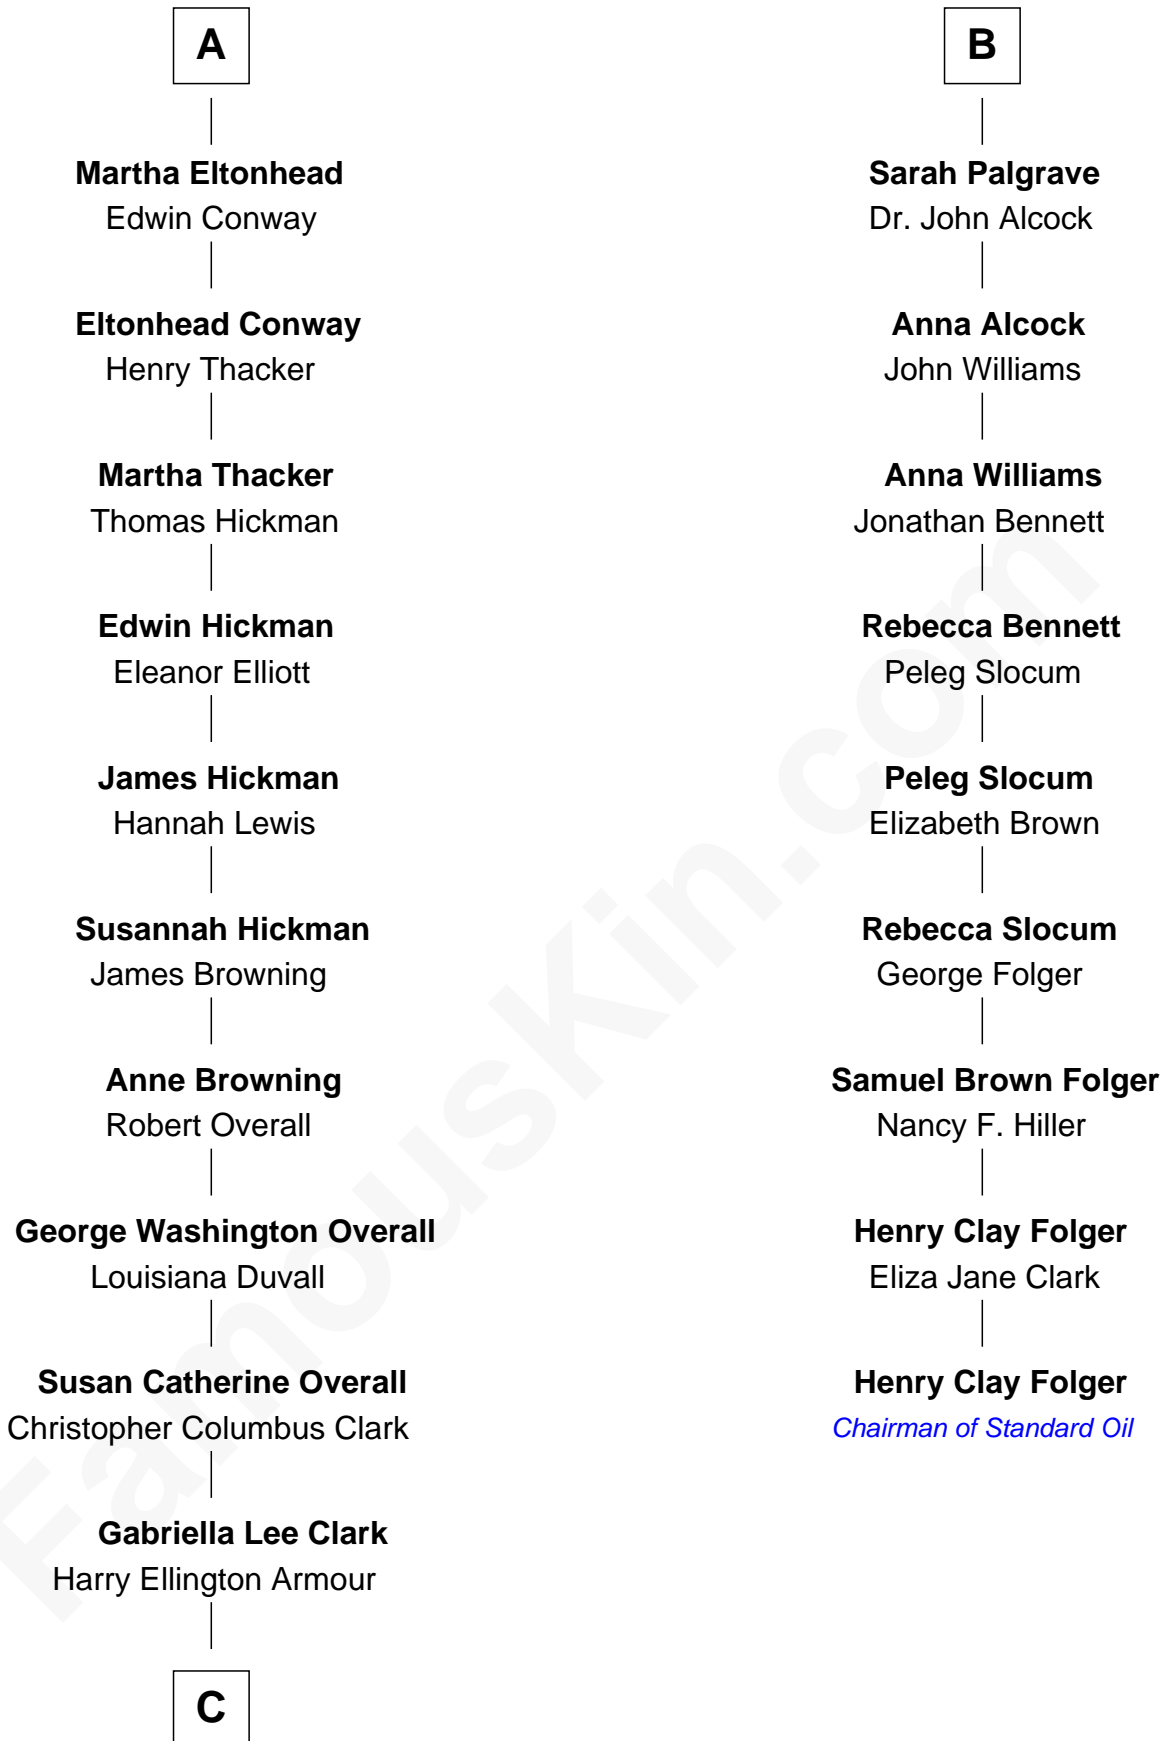 A
Martha Eltonhead
Edwin Conway
Eltonhead Conway
Henry Thacker
Martha Thacker
Thomas Hickman
Edwin Hickman
Eleanor Elliott
James Hickman
Hannah Lewis
Susannah Hickman
James Browning
Anne Browning
Robert Overall
George Washington Overall
Louisiana Duvall
Susan Catherine Overall
Christopher Columbus Clark
Gabriella Lee Clark
Harry Ellington Armour
C
B
Sarah Palgrave
Dr. John Alcock
Anna Alcock
John Williams
Anna Williams
Jonathan Bennett
Rebecca Bennett
Peleg Slocum
Peleg Slocum
Elizabeth Brown
Rebecca Slocum
George Folger
Samuel Brown Folger
Nancy F. Hiller
Henry Clay Folger
Eliza Jane Clark
Henry Clay Folger
Chairman of Standard Oil
FamousKin.com